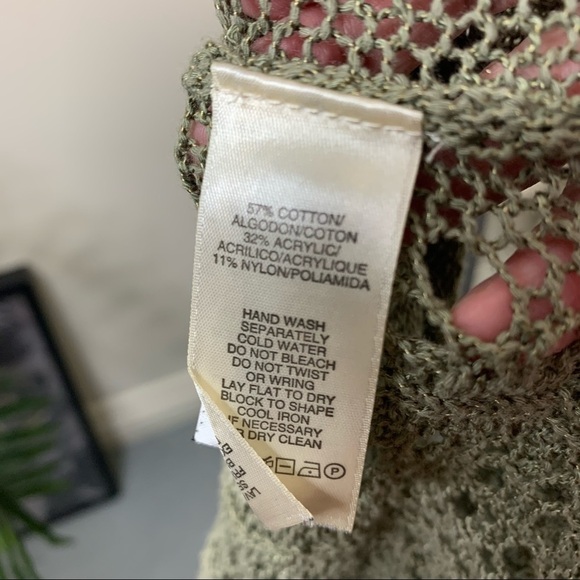 57% COTTON/
ALGODON/COTON
32% ACRYLIC/
ACRILICO/ACRYLIQUE
11% NYLON/POLIAMIDA
HAND WASH
SEPARATELY
COLD WATER
DO NOT BLEACH
DO NOT TWIST
OR WRING
LAY FLAT TO DRY
BLOCK TO SHAPE
COOL IRON
IF NECESSARY
OR DRY CLEAN
P